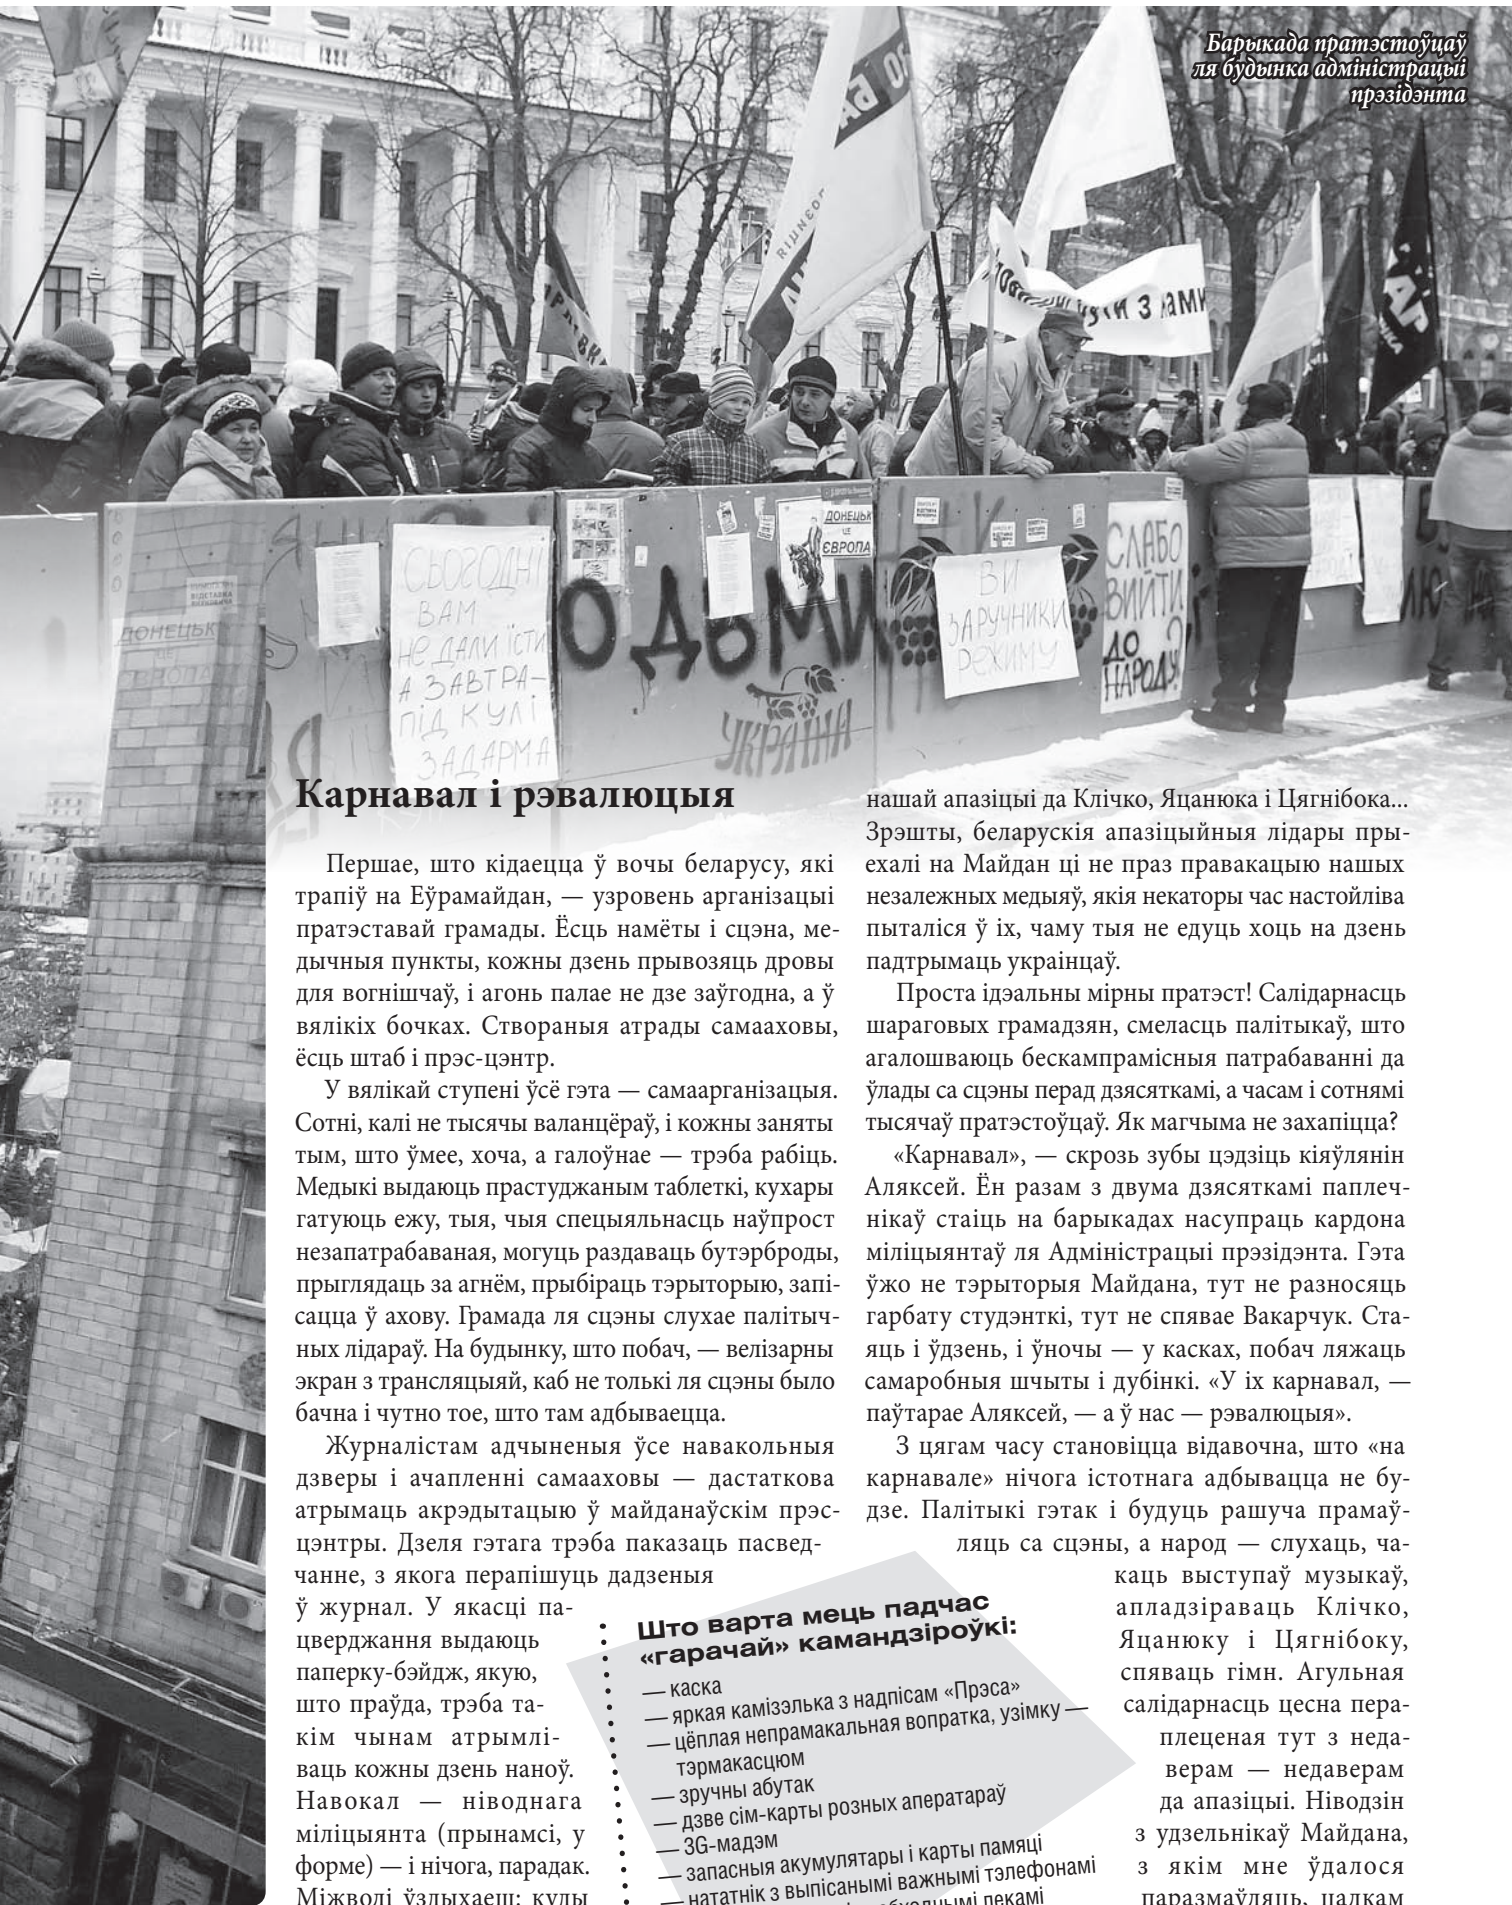 Барыкада пратэстоўцаў
ля будынка адміністрацыі
прэзідэнта
З НАМИ
ДОНЕЦЬК
ЦЕ
ЄВРОПА
СЬОГОДНІ
ВАМ
НЕ ДАЛИ ЇСТИ
А ЗАВТРА –
ПІД КУЛІ
ЗАДАРМА
ВИ
ЗАРУЧНИКИ
РЕЖИМУ
СЛАБО
ВИЙТИ
ДО
НАРОДУ?
УКРАЇНА
ВІДСТАВКА
ДОНЕЦЬК
ЦЕ
ЄВРОПА
Карнавал і рэвалюцыя
Першае, што кідаецца ў вочы беларусу, які
трапіў на Еўрамайдан, — узровень арганізацыі
пратэставай грамады. Ёсць намёты і сцэна, ме-
дычныя пункты, кожны дзень прывозяць дровы
для вогнішчаў, і агонь палае не дзе заўгодна, а ў
вялікіх бочках. Створаныя атрады самааховы,
ёсць штаб і прэс-цэнтр.
У вялікай ступені ўсё гэта — самаарганізацыя.
Сотні, калі не тысячы валанцёраў, і кожны заняты
тым, што ўмее, хоча, а галоўнае — трэба рабіць.
Медыкі выдаюць прастуджаным таблеткі, кухары
гатуюць ежу, тыя, чыя спецыяльнасць наўпрост
незапатрабаваная, могуць раздаваць бутэрброды,
прыглядаць за агнём, прыбіраць тэрыторыю, запі-
сацца ў ахову. Грамада ля сцэны слухае палітыч-
ных лідараў. На будынку, што побач, — велізарны
экран з трансляцыяй, каб не толькі ля сцэны было
бачна і чутно тое, што там адбываецца.
Журналістам адчыненыя ўсе навакольныя
дзверы і ачапленні самааховы — дастаткова
атрымаць акрэдытацыю ў майданаўскім прэс-
цэнтры. Дзеля гэтага трэба паказаць пасвед-
чанне, з якога перапішуць дадзеныя
ў журнал. У якасці па-
цверджання выдаюць
паперку-бэйдж, якую,
што праўда, трэба та-
кім чынам атрымлі-
ваць кожны дзень наноў.
Навокал — ніводнага
міліцыянта (прынамсі, у
форме) — і нічога, парадак.
Міжволі ўздыхаеш: куды
нашай апазіцыі да Клічко, Яцанюка і Цягнібока...
Зрэшты, беларускія апазіцыйныя лідары пры-
ехалі на Майдан ці не праз правакацыю нашых
незалежных медыяў, якія некаторы час настойліва
пыталіся ў іх, чаму тыя не едуць хоць на дзень
падтрымаць украінцаў.
Проста ідэальны мірны пратэст! Салідарнасць
шараговых грамадзян, смеласць палітыкаў, што
агалошваюць бескампрамісныя патрабаванні да
ўлады са сцэны перад дзясяткамі, а часам і сотнямі
тысячаў пратэстоўцаў. Як магчыма не захапіцца?
«Карнавал», — скрозь зубы цэдзіць кіяўлянін
Аляксей. Ён разам з двума дзясяткамі паплеч-
нікаў стаіць на барыкадах насупраць кардона
міліцыянтаў ля Адміністрацыі прэзідэнта. Гэта
ўжо не тэрыторыя Майдана, тут не разносяць
гарбату студэнткі, тут не спявае Вакарчук. Ста-
яць і ўдзень, і ўночы — у касках, побач ляжаць
самаробныя шчыты і дубінкі. «У іх карнавал, —
паўтарае Аляксей, — а ў нас — рэвалюцыя».
З цягам часу становіцца відавочна, што «на
карнавале» нічога істотнага адбывацца не бу-
дзе. Палітыкі гэтак і будуць рашуча прамаў-
ляць са сцэны, а народ — слухаць, ча-
каць выступаў музыкаў,
апладзіраваць Клічко,
Яцанюку і Цягнібоку,
спяваць гімн. Агульная
салідарнасць цесна пера-
плеценая тут з неда-
верам — недаверам
да апазіцыі. Ніводзін
з удзельнікаў Майдана,
з якім мне ўдалося
паразмаўляць, цалкам
Што варта мець падчас
«гарачай» камандзіроўкі:
— каска
— яркая камізэлька з надпісам «Прэса»
— цёплая непрамакальная вопратка, узімку —
тэрмакасцюм
— зручны абутак
— дзве сім-карты розных аператараў
— 3G-мадэм
— запасныя акумулятары і карты памяці
— нататнік з выпісанымі важнымі тэлефонамі
лекамі